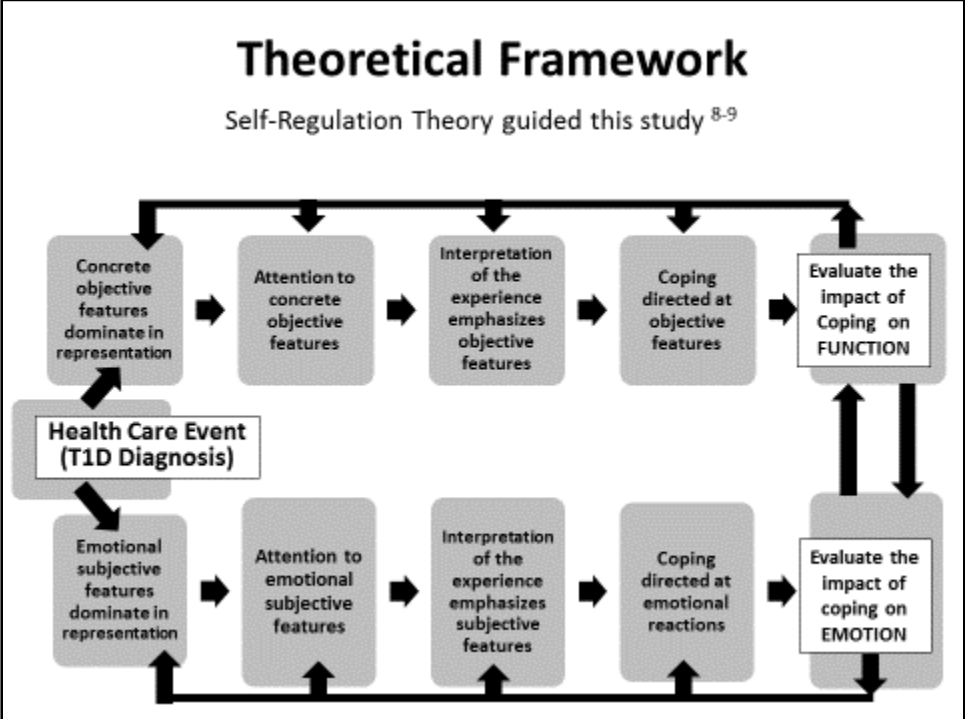 Theoretical Framework
Self-Regulation Theory guided this study 8-9
Concrete
objective
features
dominate in
representation
Attention to
concrete
objective
features
Interpretation
of the
experience
emphasizes
objective
features
Coping
directed at
objective
features
Evaluate the
impact of
Coping on
FUNCTION
Health Care Event
(T1D Diagnosis)
Emotional
subjective
features
dominate in
representation
Attention to
emotional
subjective
features
Interpretation
of the
experience
emphasizes
subjective
features
Coping
directed at
emotional
reactions
Evaluate the
impact of
coping on
EMOTION